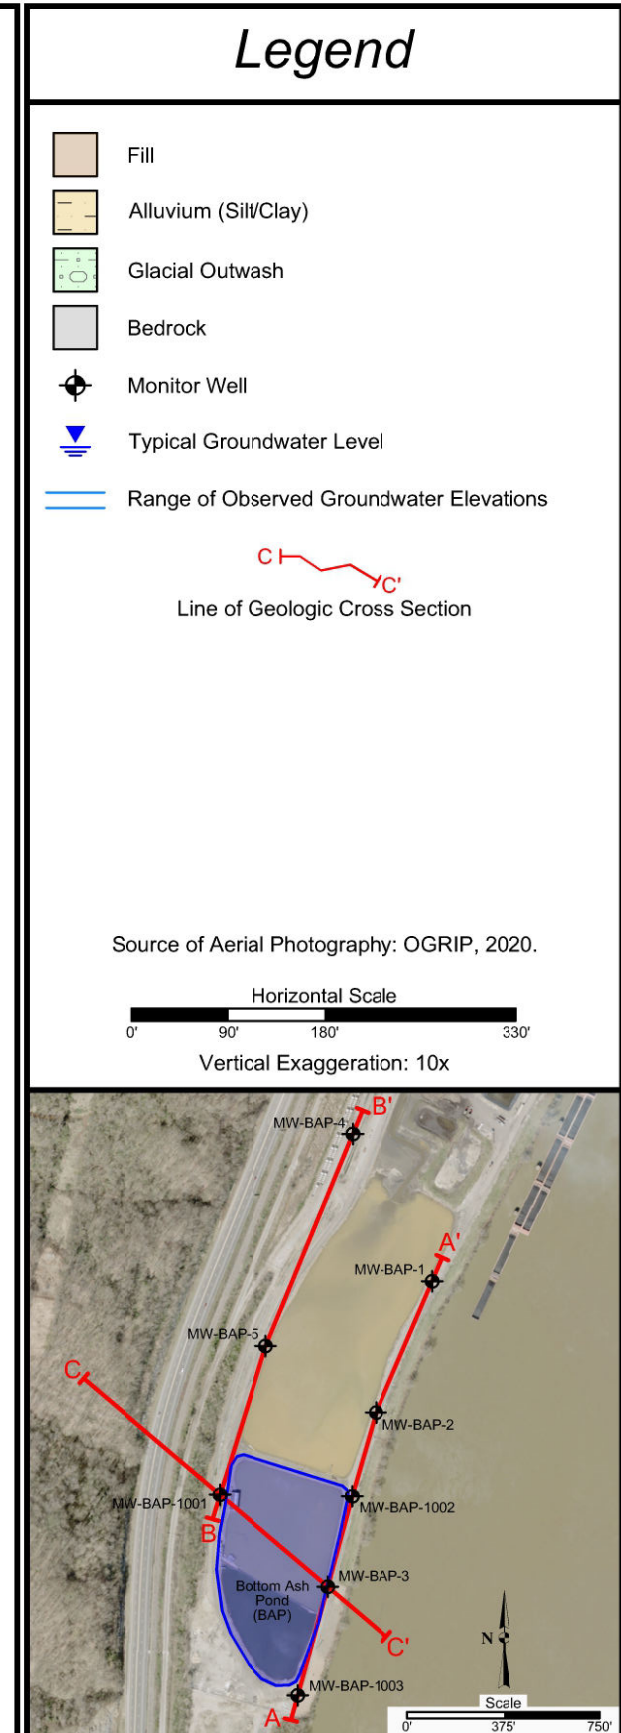 Legend
Fill
Alluvium (Silt/Clay)
Glacial Outwash
Bedrock
Monitor Well
Typical Groundwater Level
Range of Observed Groundwater Elevations
C C'
Line of Geologic Cross Section
Source of Aerial Photography: OGRIP, 2020.
Horizontal Scale
0' 90' 180' 330'
Vertical Exaggeration: 10x
B'
MW-BAP-4
A'
MW-BAP-1
MW-BAP-5
C
MW-BAP-2
MW-BAP-1001
MW-BAP-1002
B
MW-BAP-3
Bottom Ash
Pond
(BAP)
C'
N
MW-BAP-1003
A
Scale
0' 375' 750'